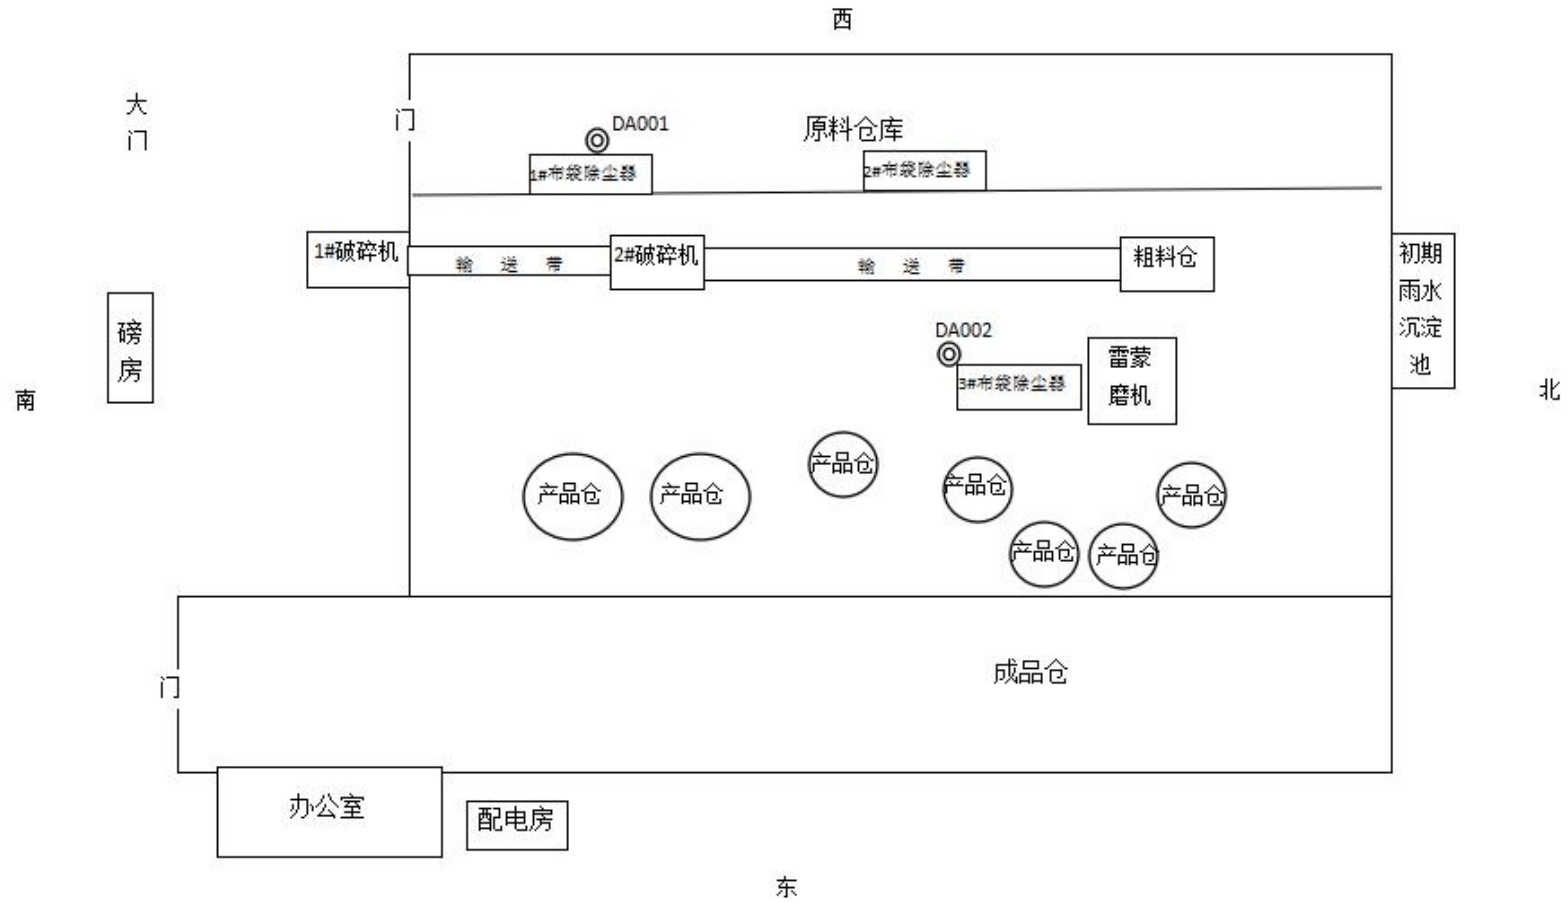 西
大
门
门
DA001
原料仓库
1#布袋除尘器
2#布袋除尘器
1#破碎机
输送带
2#破碎机
输送带
粗料仓
初期
雨水
沉淀
池
磅
房
DA002
雷蒙
磨机
3#布袋除尘器
南
北
产品仓
产品仓
产品仓
产品仓
产品仓
产品仓
产品仓
成品仓
门
办公室
配电房
东